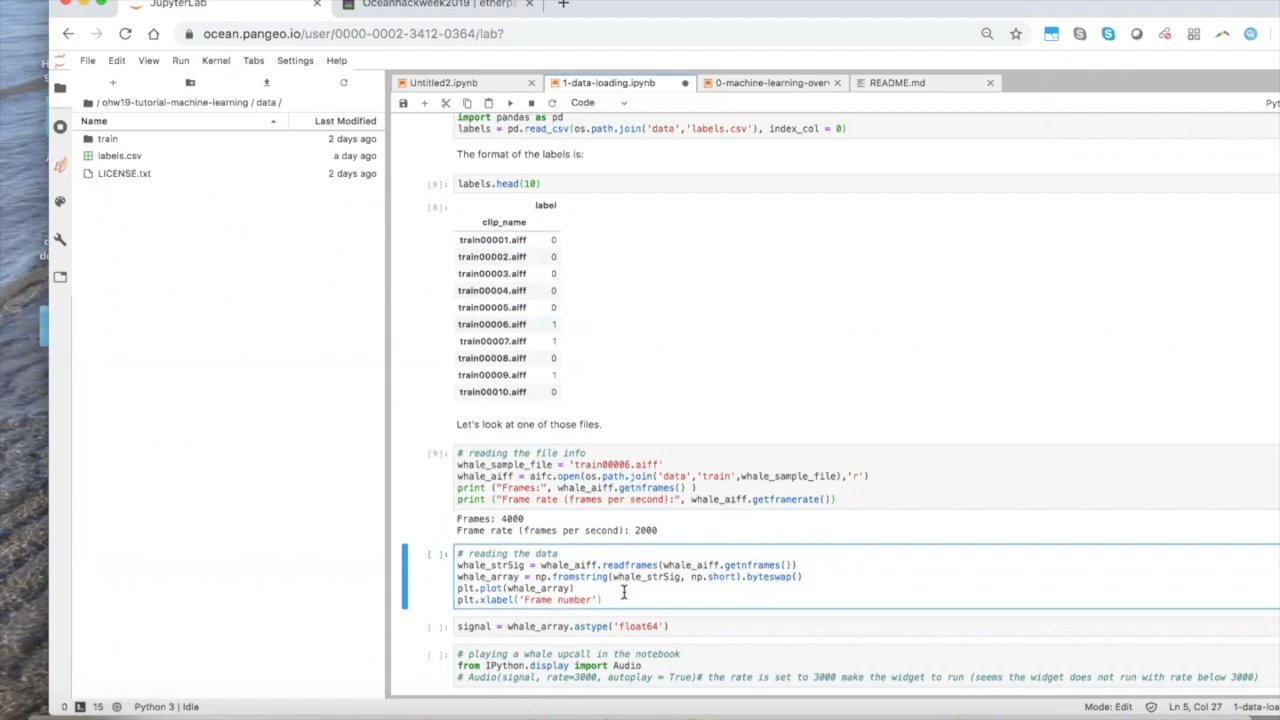 JupyterLab
Oceanhackweek2019 | etherpa
ocean.pangeo.io/user/0000-0002-3412-0364/lab?
File Edit View Run Kernel Tabs Settings Help
Untitled2.ipynb 1-data-loading.ipynb 0-machine-learning-over README.md
/ ohw19-tutorial-machine-learning / data /
Code
Pyt
Name Last Modified
train 2 days ago
labels.csv a day ago
LICENSE.txt 2 days ago
import pandas as pd
labels = pd.read_csv(os.path.join('data','labels.csv'), index_col = 0)
The format of the labels is:
[8]: labels.head(10)
[8]: label
clip_name
train00001.aiff 0
train00002.aiff 0
train00003.aiff 0
train00004.aiff 0
train00005.aiff 0
train00006.aiff 1
train00007.aiff 1
train00008.aiff 0
train00009.aiff 1
train00010.aiff 0
Let's look at one of those files.
[9]: # reading the file info
whale_sample_file = 'train00006.aiff'
whale_aiff = aifc.open(os.path.join('data','train',whale_sample_file),'r')
print ("Frames:", whale_aiff.getnframes() )
print ("Frame rate (frames per second):", whale_aiff.getframerate())
Frames: 4000
Frame rate (frames per second): 2000
[ ]: # reading the data
whale_strSig = whale_aiff.readframes(whale_aiff.getnframes())
whale_array = np.fromstring(whale_strSig, np.short).byteswap()
plt.plot(whale_array)
plt.xlabel('Frame number')
[ ]: signal = whale_array.astype('float64')
[ ]: # playing a whale upcall in the notebook
from IPython.display import Audio
# Audio(signal, rate=3000, autoplay = True)# the rate is set to 3000 make the widget to run (seems the widget does not run with rate below 3000)
0 15 Python 3 | Idle Mode: Edit Ln 5, Col 27 1-data-loa